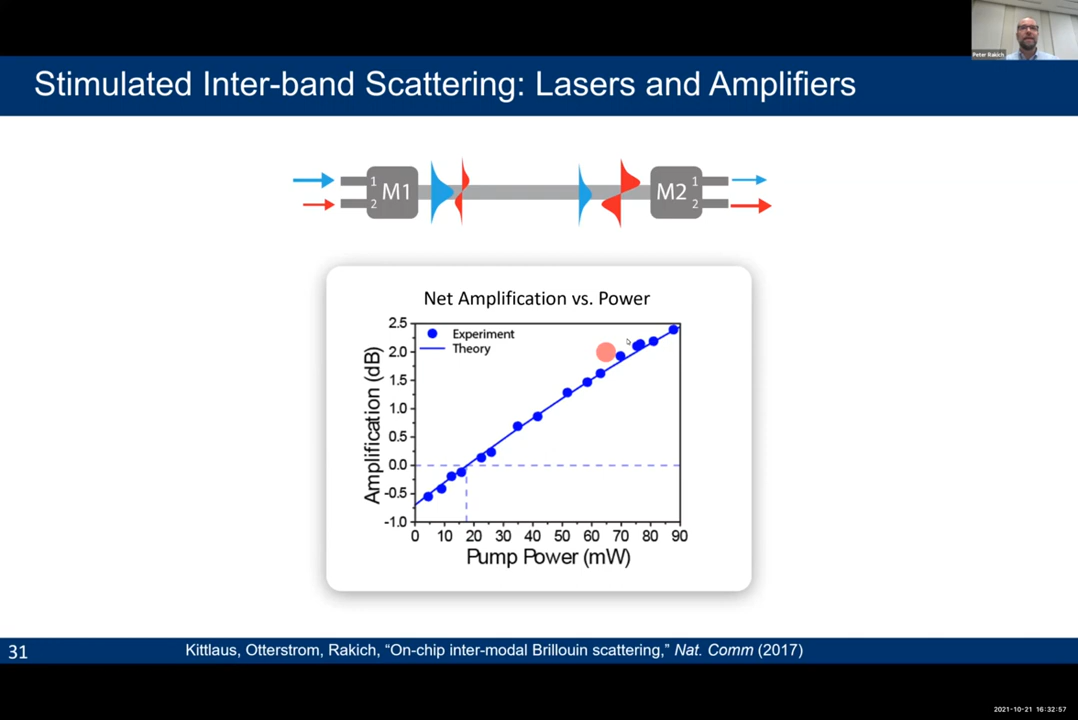 Peter Rakich
Stimulated Inter-band Scattering: Lasers and Amplifiers
1
2
M1
M2
1
2
Net Amplification vs. Power
Experiment
Theory
Amplification (dB)
2.5
2.0
1.5
1.0
0.5
0.0
-0.5
-1.0
0 10 20 30 40 50 60 70 80 90
Pump Power (mW)
31
Kittlaus, Otterstrom, Rakich, “On-chip inter-modal Brillouin scattering,” Nat. Comm (2017)
2021-10-21 16:32:57